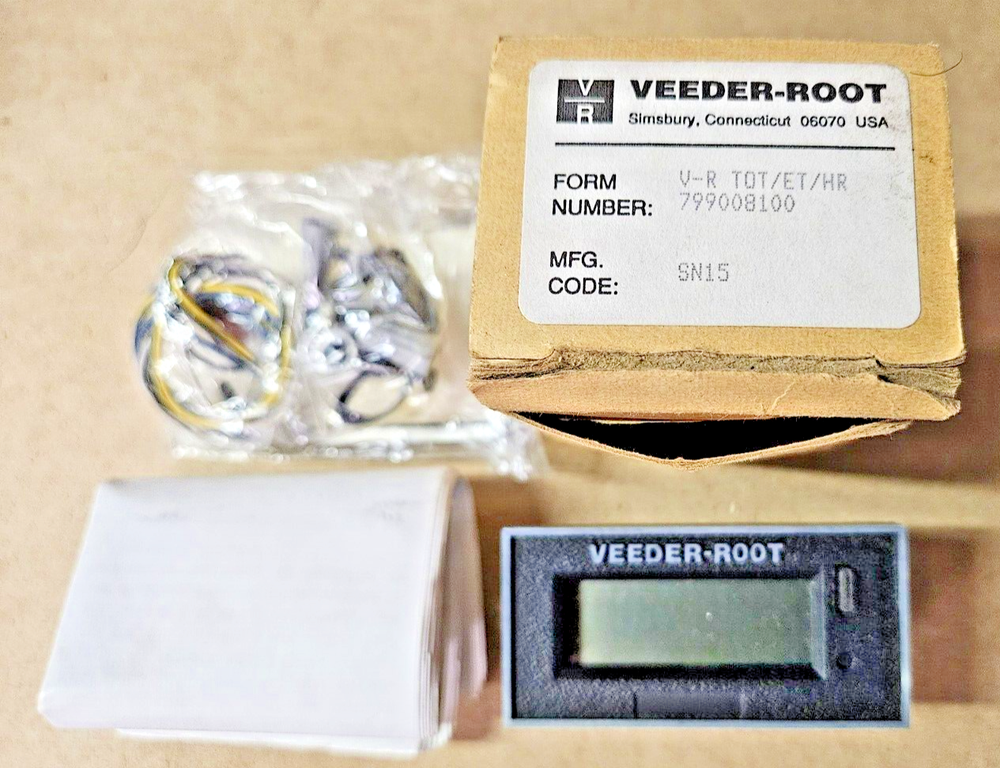 V
R
VEEDER-ROOT
Simsbury, Connecticut 06070 USA
FORM
NUMBER:
V-R TOT/ET/HR
799008100
MFG.
CODE:
SN15
VEEDER-ROOT